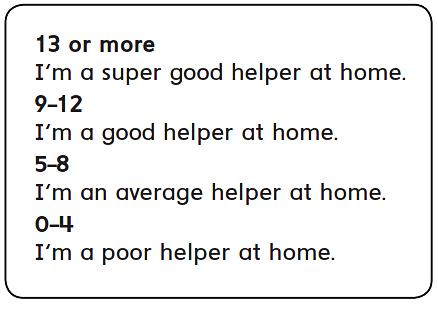 13 or more
I'm a super good helper at home.
9–12
I'm a good helper at home.
5–8
I'm an average helper at home.
0–4
I'm a poor helper at home.